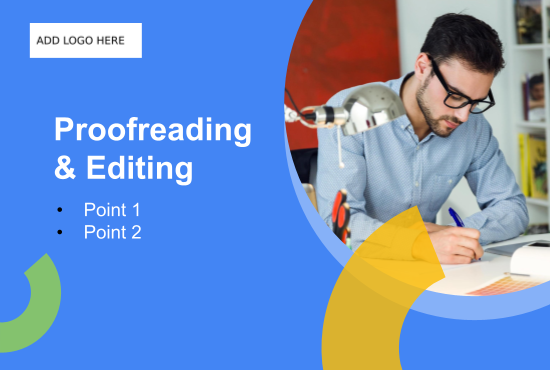 ADD LOGO HERE
Proofreading
& Editing
• Point 1
• Point 2